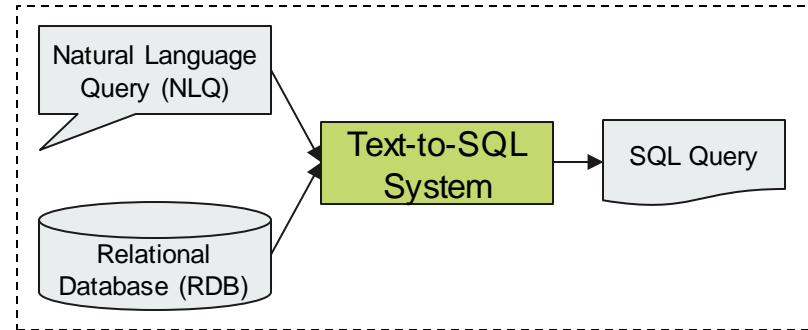 Natural Language
Query (NLQ)
Text-to-SQL
System
SQL Query
Relational
Database (RDB)